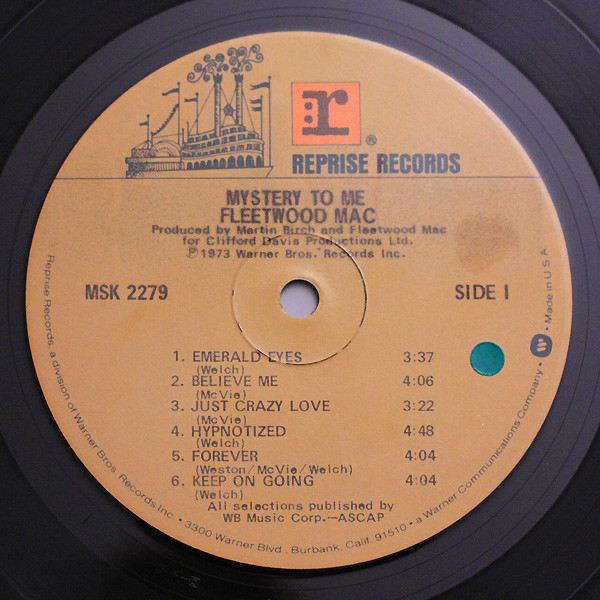 r ®
REPRISE RECORDS
MYSTERY TO ME
FLEETWOOD MAC
Produced by Martin Birch and Fleetwood Mac
for Clifford Davis Productions Ltd.
℗1973 Warner Bros. Records Inc.
MSK 2279
SIDE 1
1. EMERALD EYES 3:37
(Welch)
2. BELIEVE ME 4:06
(McVie)
3. JUST CRAZY LOVE 3:22
(McVie)
4. HYPNOTIZED 4:48
(Welch)
5. FOREVER 4:04
(Weston/McVie/Welch)
6. KEEP ON GOING 4:04
(Welch)
All selections published by
WB Music Corp.—ASCAP
Reprise Records, a division of Warner Bros. Records Inc. • 3300 Warner Blvd., Burbank, Calif. 91510 • a Warner Communications Company • W • Made in U.S.A.